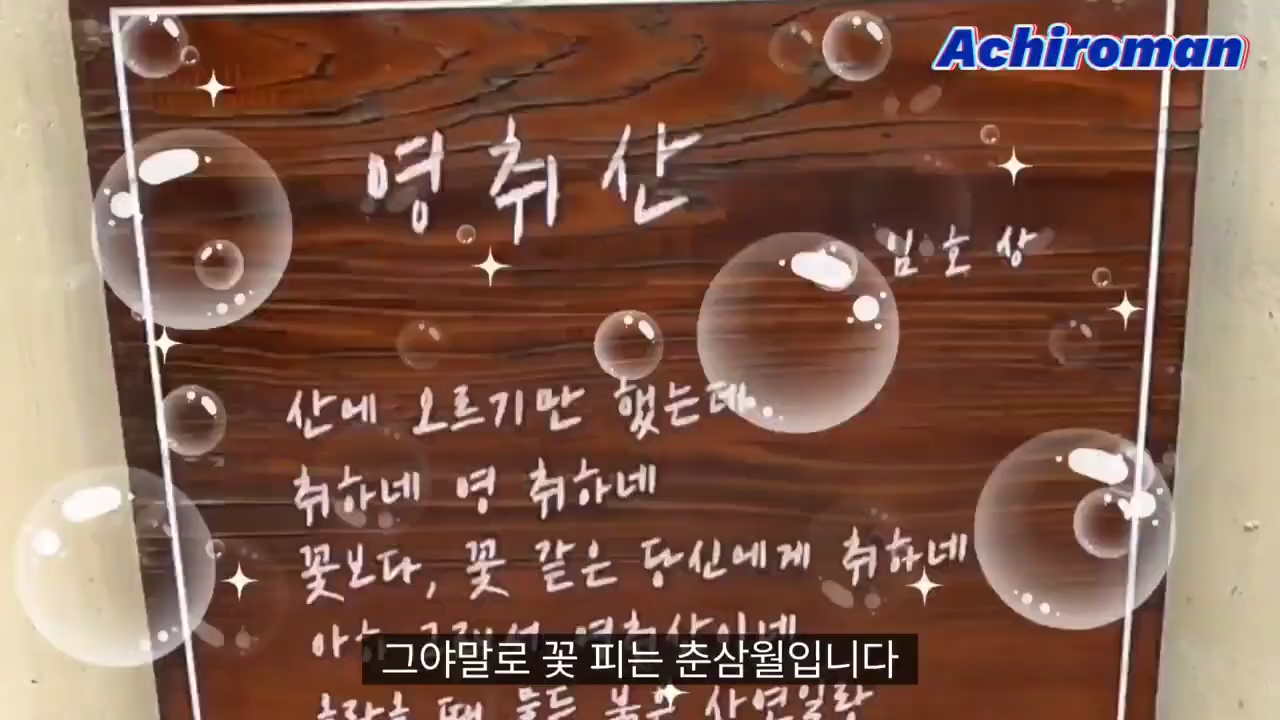 Achiroman
영취산
임호상
산에 오르기만 했는데
취하네 영 취하네
꽃보다, 꽃 같은 당신에게 취하네
그야말로 꽃 피는 춘삼월입니다